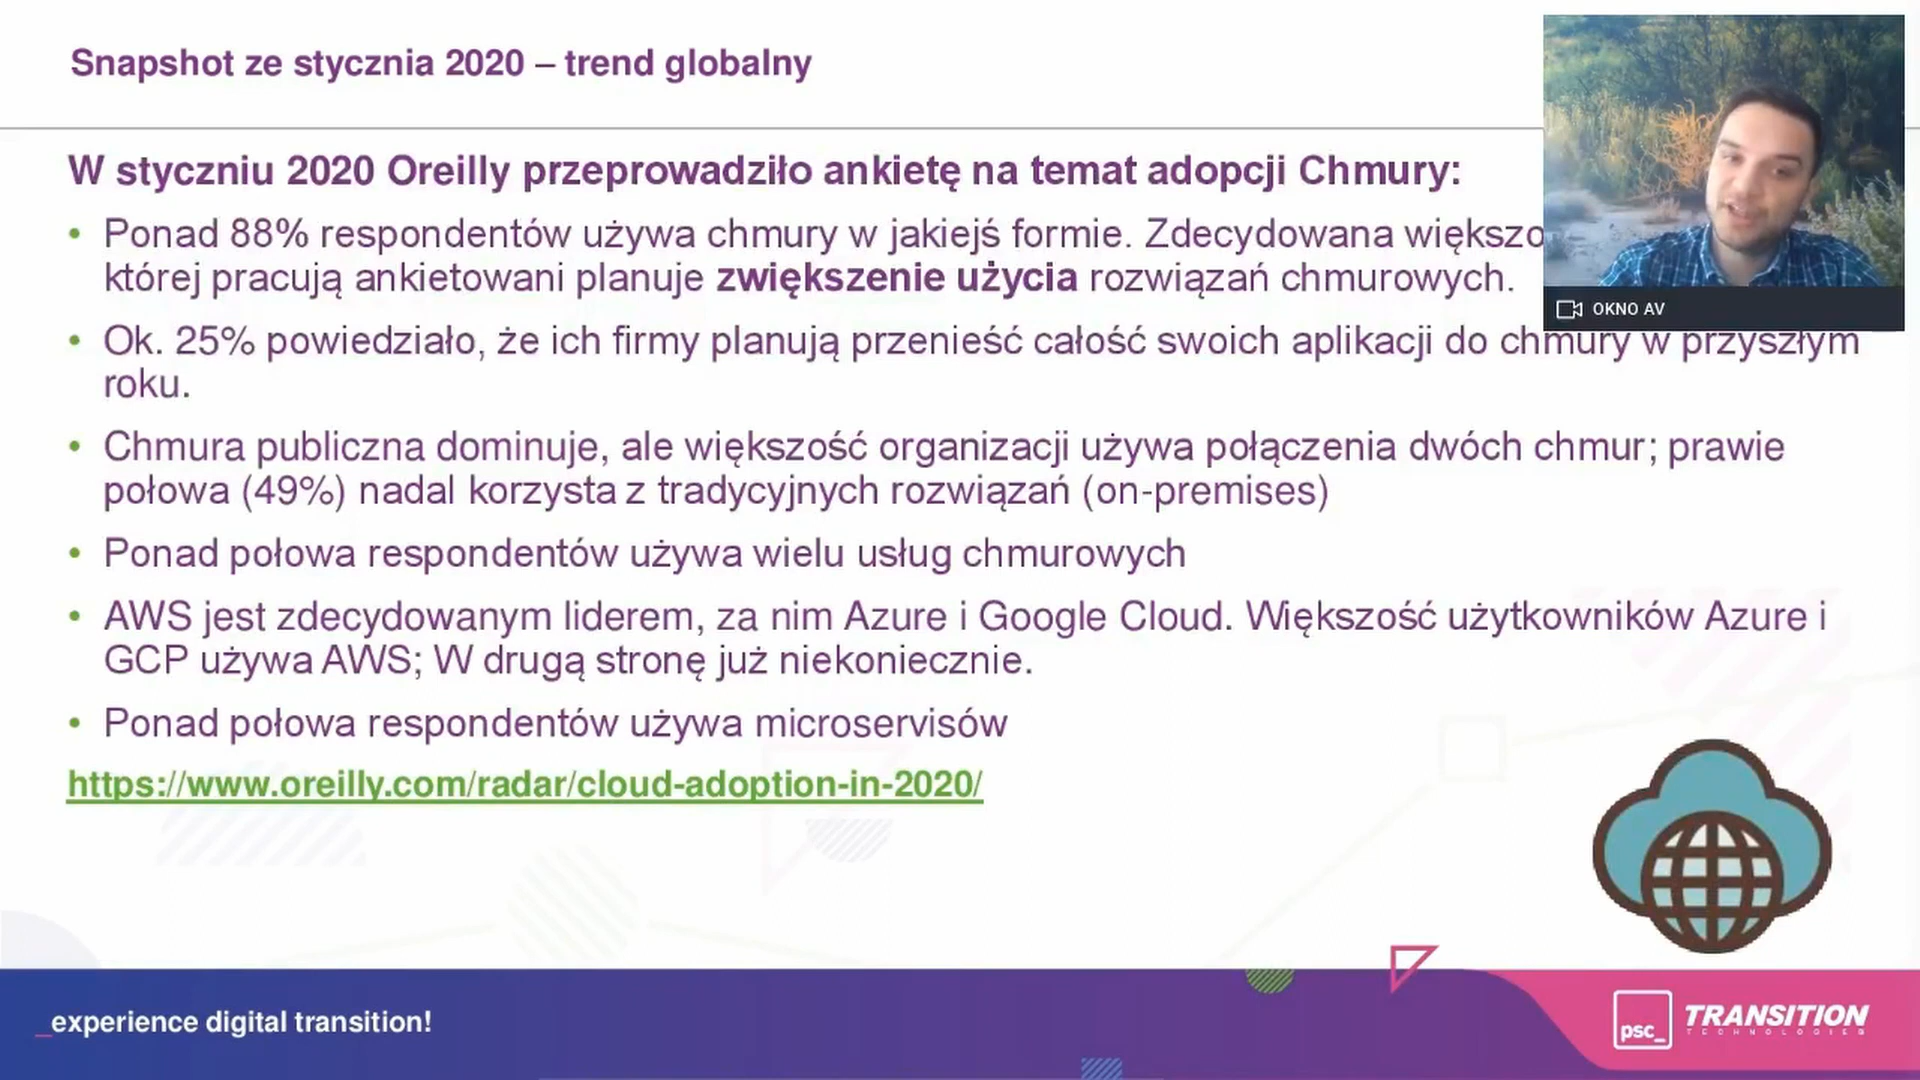 Snapshot ze stycznia 2020 – trend globalny
W styczniu 2020 Oreilly przeprowadziło ankietę na temat adopcji Chmury:
• Ponad 88% respondentów używa chmury w jakiejś formie. Zdecydowana
której pracują ankietowani planuje zwiększenie użycia rozwiązań chmurowych.
OKNO AV
• Ok. 25% powiedziało, że ich firmy planują przenieść całość swoich aplikacji do chmury w przyszłym
roku.
• Chmura publiczna dominuje, ale większość organizacji używa połączenia dwóch chmur; prawie
połowa (49%) nadal korzysta z tradycyjnych rozwiązań (on-premises)
• Ponad połowa respondentów używa wielu usług chmurowych
• AWS jest zdecydowanym liderem, za nim Azure i Google Cloud. Większość użytkowników Azure i
GCP używa AWS; W drugą stronę już niekoniecznie.
• Ponad połowa respondentów używa microservisów
https://www.oreilly.com/radar/cloud-adoption-in-2020/
_experience digital transition!
psc_
TRANSITION
TECHNOLOGIES